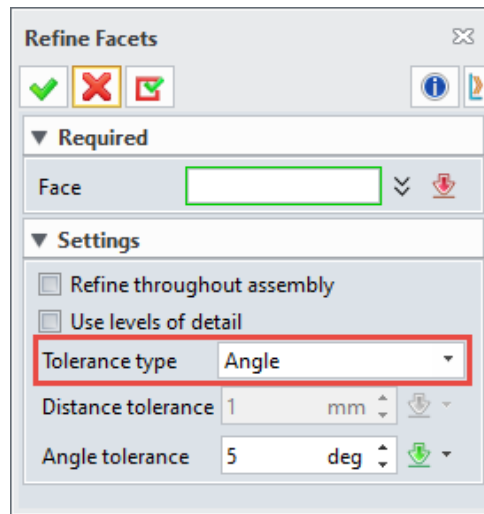 Refine Facets
Required
Face
Settings
Refine throughout assembly
Use levels of detail
Tolerance type Angle
Distance tolerance 1 mm
Angle tolerance 5 deg